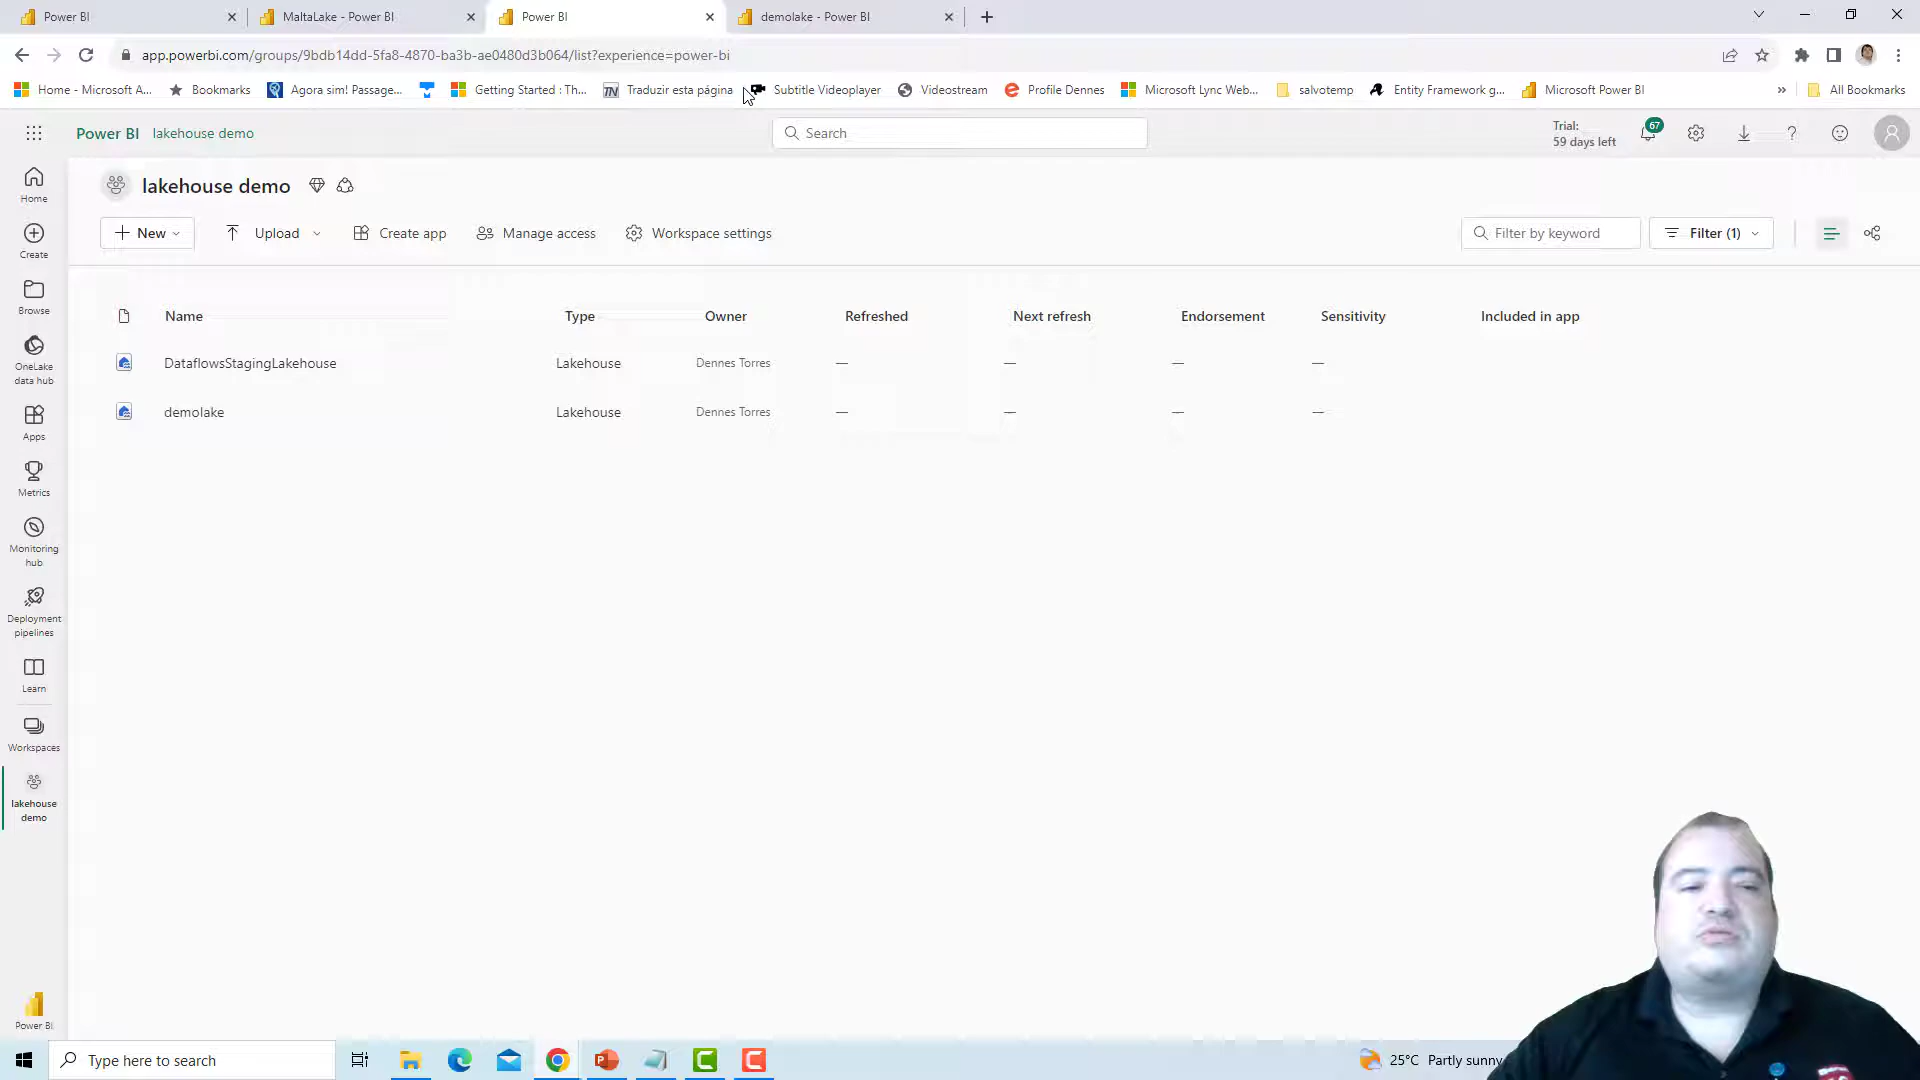 Power BI
MaltaLake - Power BI
Power BI
demolake - Power BI
app.powerbi.com/groups/9bdb14dd-5fa8-4870-ba3b-ae0480d3b064/list?experience=power-bi
Home - Microsoft A...
Bookmarks
Agora sim! Passage...
Getting Started : Th...
TN
Traduzir esta página
Subtitle Videoplayer
Videostream
Profile Dennes
Microsoft Lync Web...
salvotemp
Entity Framework g...
Microsoft Power BI
»
All Bookmarks
Power BI
lakehouse demo
Search
Trial:
59 days left
67
lakehouse demo
New
Upload
Create app
Manage access
Workspace settings
Filter by keyword
Filter (1)
Name
Type
Owner
Refreshed
Next refresh
Endorsement
Sensitivity
Included in app
DataflowsStagingLakehouse
Lakehouse
Dennes Torres
—
—
—
—
demolake
Lakehouse
Dennes Torres
—
—
—
—
Home
Create
Browse
OneLake
data hub
Apps
Metrics
Monitoring
hub
Deployment
pipelines
Learn
Workspaces
lakehouse
demo
Power BI
Type here to search
25°C Partly sunny